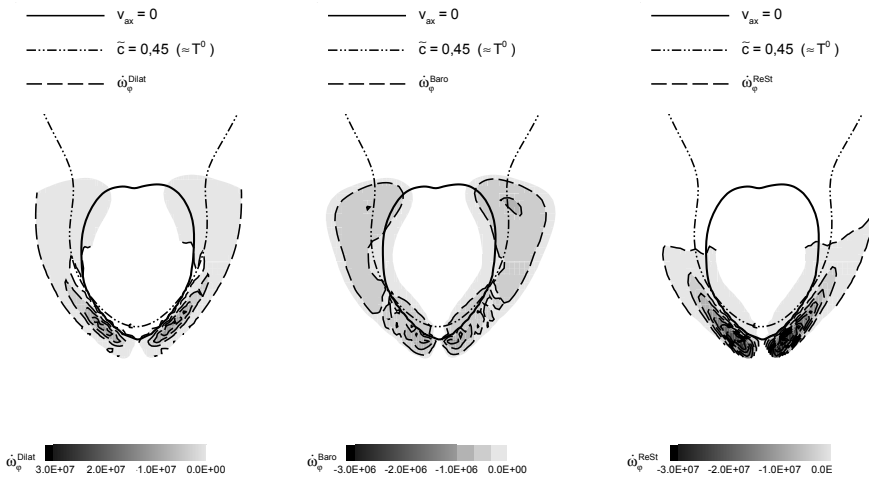 v_ax = 0
c̃ = 0,45 (≈T⁰)
ω̇_φ^Dilat
v_ax = 0
c̃ = 0,45 (≈T⁰)
ω̇_φ^Baro
v_ax = 0
c̃ = 0,45 (≈T⁰)
ω̇_φ^ReSt
ω̇_φ^Dilat
3.0E+07 2.0E+07 1.0E+07 0.0E+00
ω̇_φ^Baro
-3.0E+06 -2.0E+06 -1.0E+06 0.0E+00
ω̇_φ^ReSt
-3.0E+07 -2.0E+07 -1.0E+07 0.0E